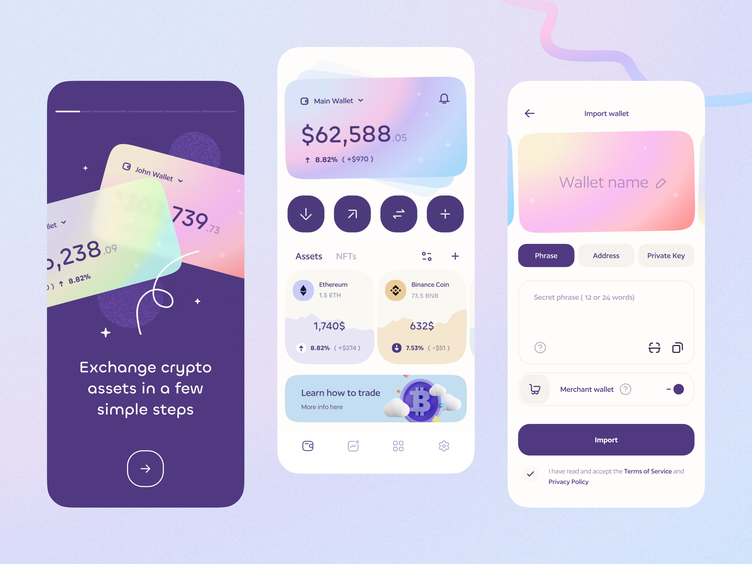 John Wallet
739.73
,238.09
8.82%
Exchange crypto
assets in a few
simple steps
Main Wallet
$62,588.05
8.82% (+$970)
Assets
NFTs
Ethereum
1.5 ETH
1,740$
8.82% (+$274)
Binance Coin
73.5 BNB
632$
7.53% (-$51)
Learn how to trade
More info here
Import wallet
Wallet name
Phrase
Address
Private Key
Secret phrase ( 12 or 24 words)
Merchant wallet
Import
I have read and accept the Terms of Service and
Privacy Policy